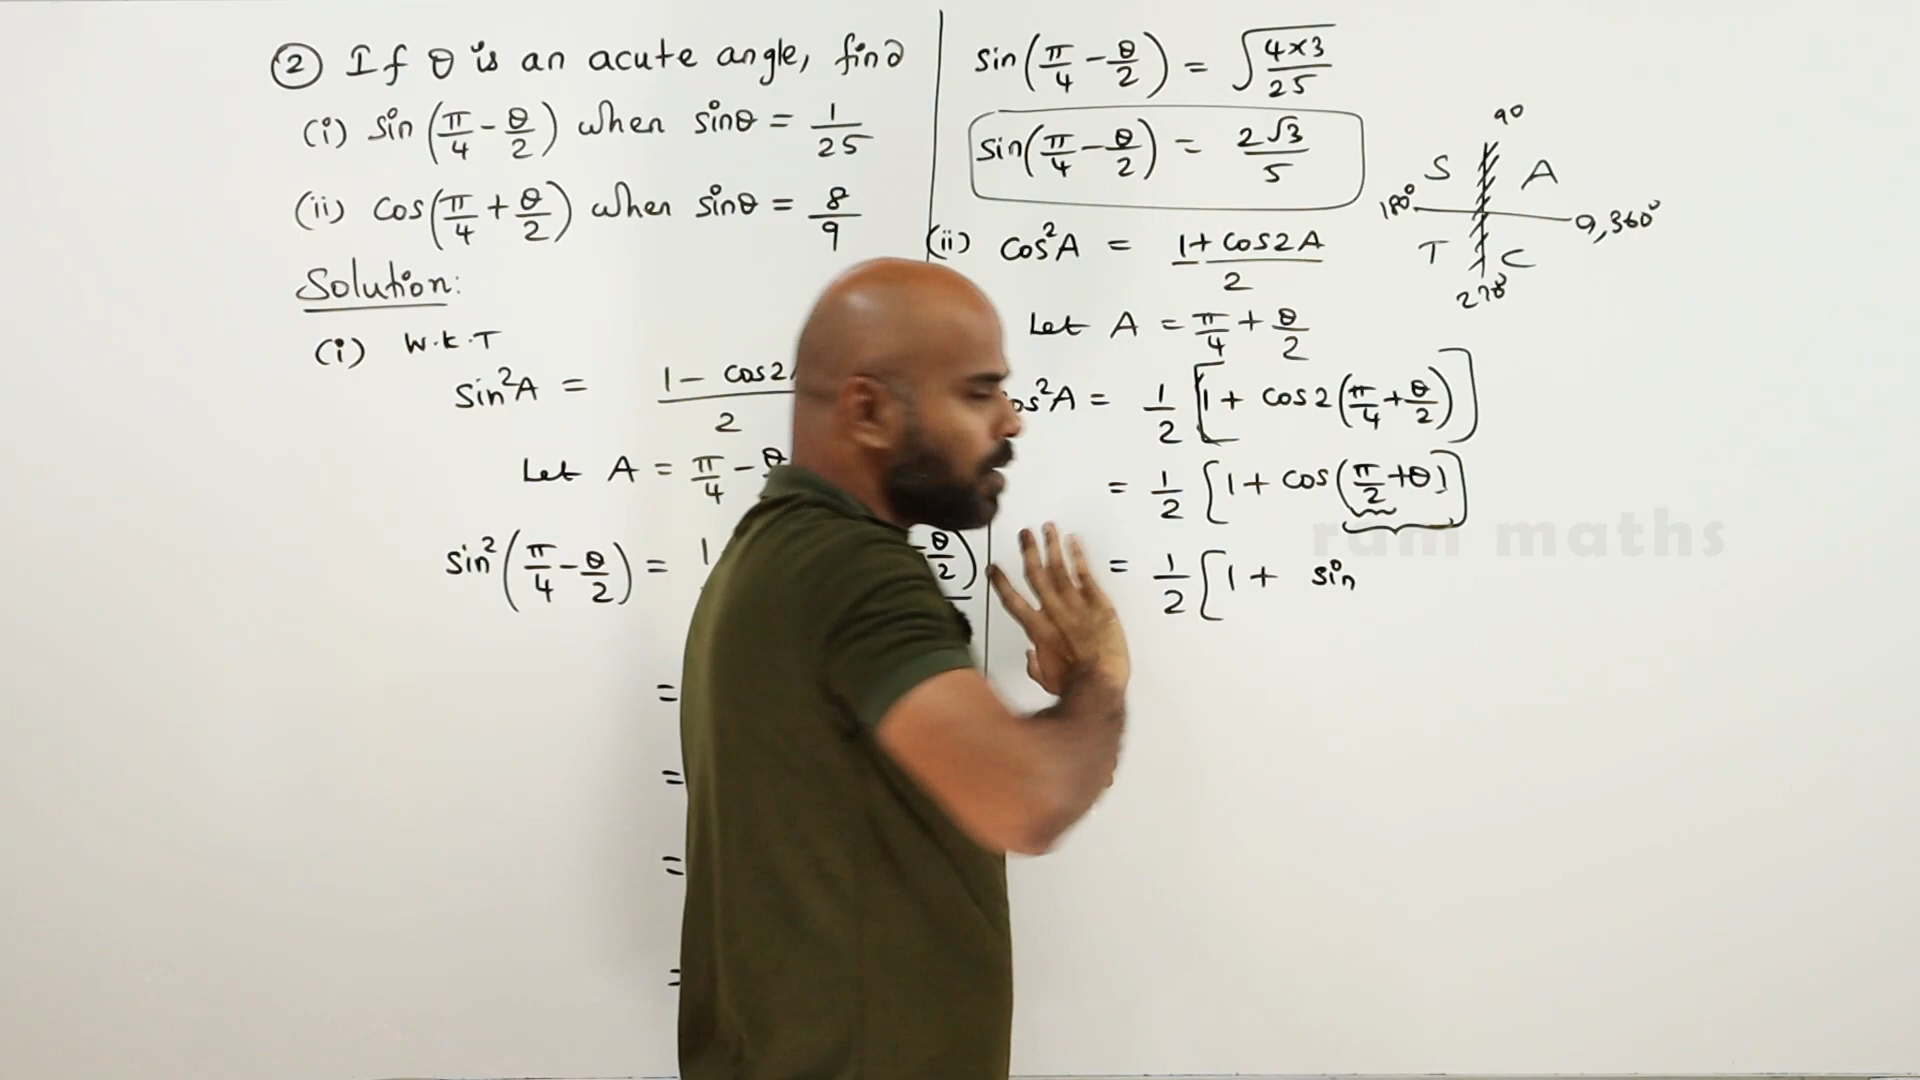 ② If θ is an acute angle, find
(i) sin(π/4 − θ/2) when sinθ = 1/25
(ii) cos(π/4 + θ/2) when sinθ = 8/9
Solution:
(i) W.K.T
sin²A = 1 − cos2
2
Let A = π/4 − θ
sin²(π/4 − θ/2) = 1
θ/2)
=
=
=
=
sin(π/4 − θ/2) = √(4×3/25)
sin(π/4 − θ/2) = 2√3/5
90
S A
180° 9,360°
T C
270°
(ii) cos²A = 1 + cos2A / 2
Let A = π/4 + θ/2
os²A = 1/2 [1 + cos2(π/4 + θ/2)]
= 1/2 [1 + cos(π/2 + θ)]
= 1/2 [1 + sin
ram maths